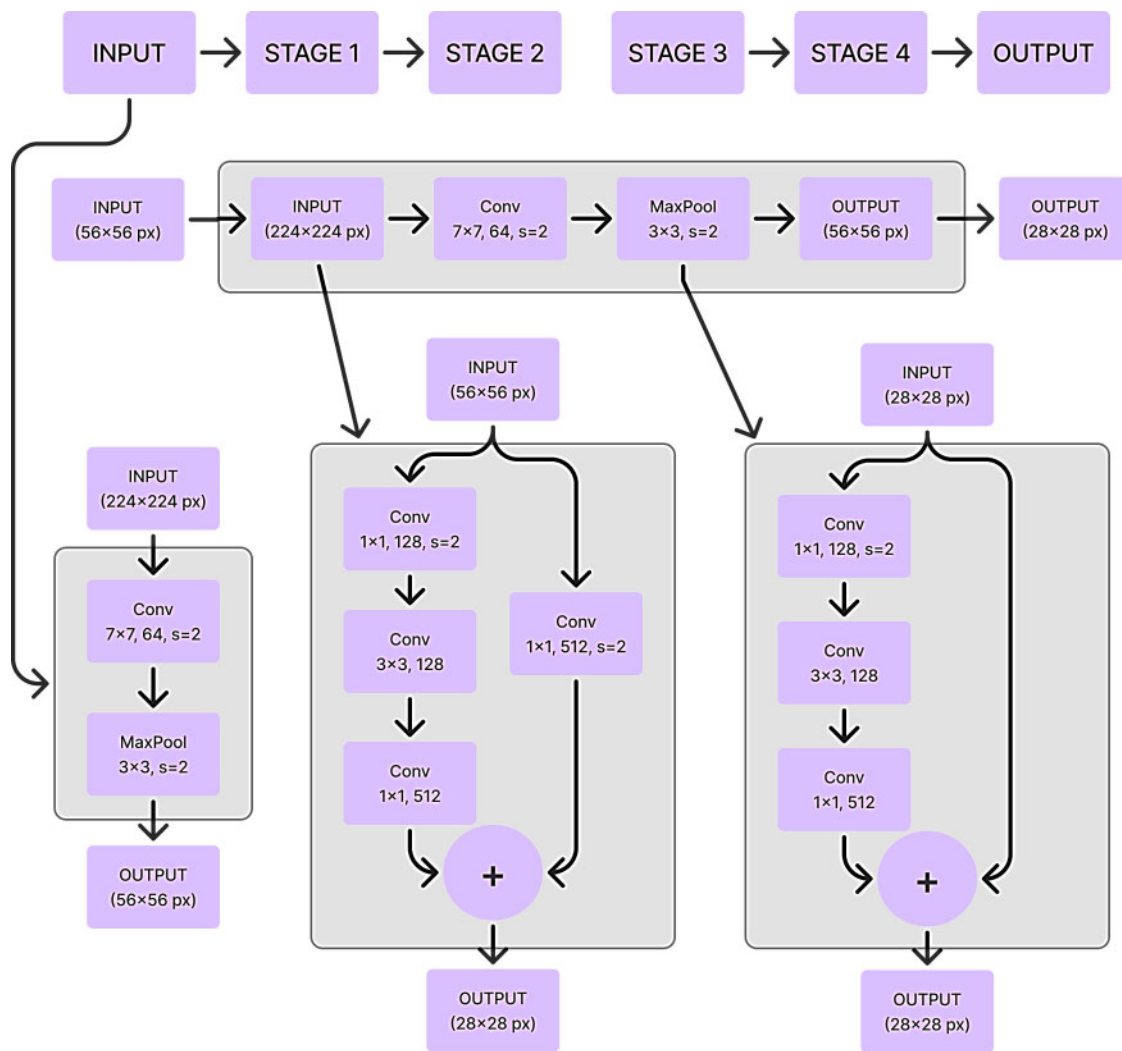 INPUT
STAGE 1
STAGE 2
STAGE 3
STAGE 4
OUTPUT
INPUT
(56×56 px)
INPUT
(224×224 px)
Conv
7×7, 64, s=2
MaxPool
3×3, s=2
OUTPUT
(56×56 px)
OUTPUT
(28×28 px)
INPUT
(224×224 px)
Conv
7×7, 64, s=2
MaxPool
3×3, s=2
OUTPUT
(56×56 px)
INPUT
(56×56 px)
Conv
1×1, 128, s=2
Conv
3×3, 128
Conv
1×1, 512
Conv
1×1, 512, s=2
+
OUTPUT
(28×28 px)
INPUT
(28×28 px)
Conv
1×1, 128, s=2
Conv
3×3, 128
Conv
1×1, 512
+
OUTPUT
(28×28 px)